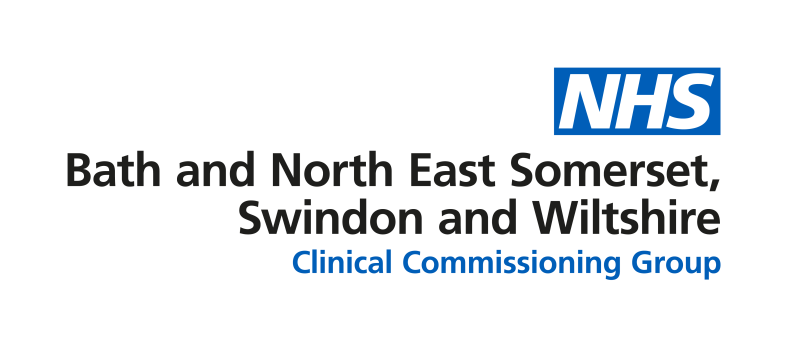 NHS
Bath and North East Somerset,
Swindon and Wiltshire
Clinical Commissioning Group